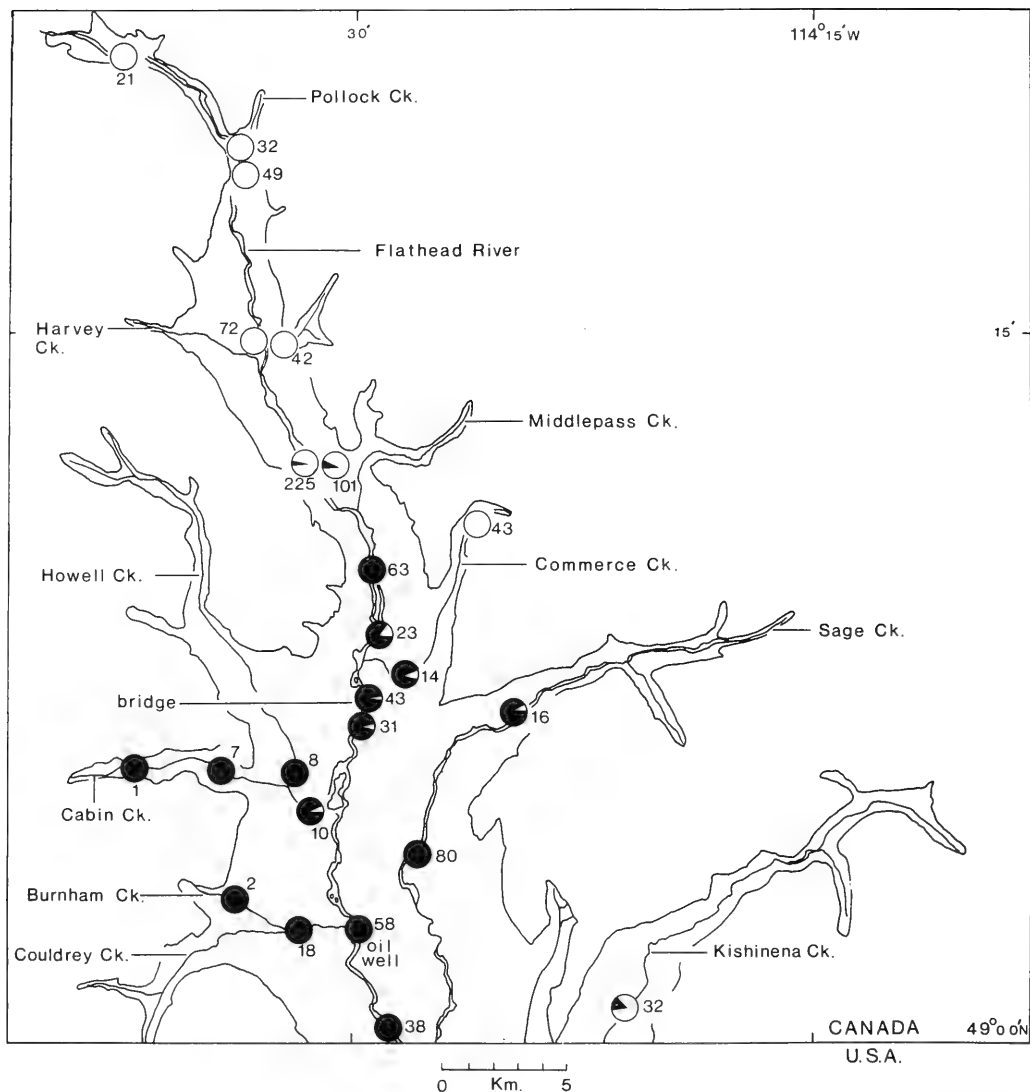 30′
114°15′W
21
Pollock Ck.
32
49
Flathead River
Harvey
Ck.
72
42
15′
Middlepass Ck.
225
101
43
Howell Ck.
63
Commerce Ck.
23
Sage Ck.
14
bridge
43
31
16
7
8
1
Cabin Ck.
10
80
Burnham Ck.
2
58
18
oil
well
Couldrey Ck.
Kishinena Ck.
32
38
CANADA
49°00′N
U.S.A.
0 Km. 5